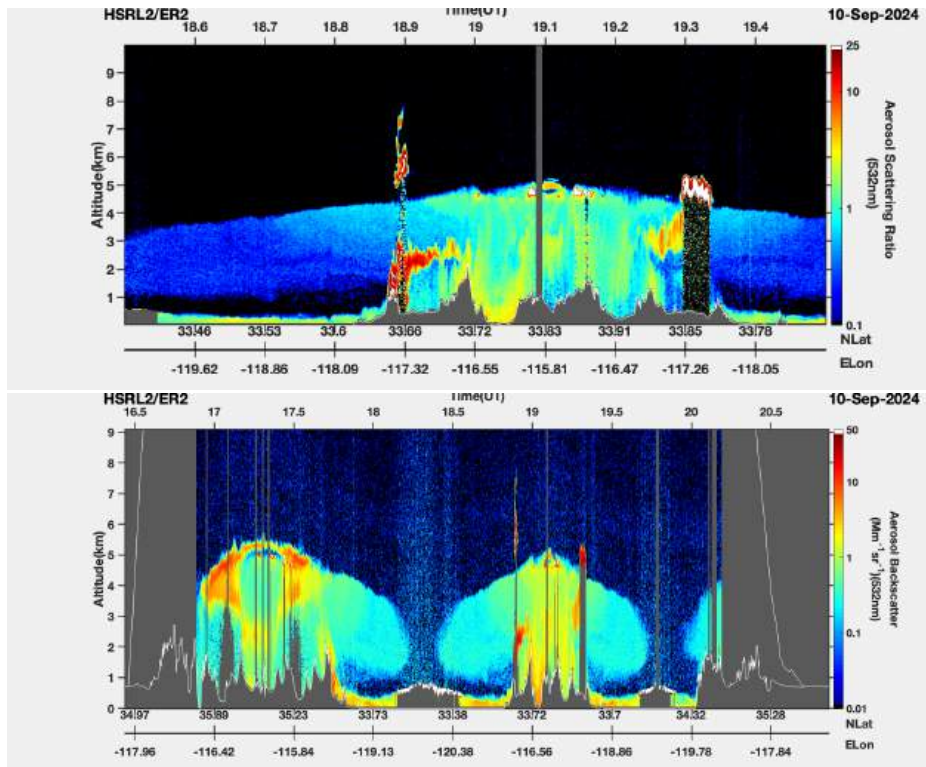 HSRL2/ER2 Time(UT) 10-Sep-2024
18.6 18.7 18.8 18.9 19 19.1 19.2 19.3 19.4
25
10
1
0.1
Aerosol Scattering Ratio
(532nm)
Altitude(km)
9
8
7
6
5
4
3
2
1
33.46 33.53 33.6 33.66 33.72 33.83 33.91 33.85 33.78
NLat
ELon
-119.62 -118.86 -118.09 -117.32 -116.55 -115.81 -116.47 -117.26 -118.05
HSRL2/ER2 Time(UT) 10-Sep-2024
16.5 17 17.5 18 18.5 19 19.5 20 20.5
50
10
1
0.1
0.01
Aerosol Backscatter
(Mm⁻¹ sr⁻¹)(532nm)
Altitude(km)
9
8
7
6
5
4
3
2
1
0
34.97 35.89 35.23 33.73 33.38 33.72 33.7 34.32 35.28
NLat
ELon
-117.96 -116.42 -115.84 -119.13 -120.38 -116.56 -118.86 -119.78 -117.84